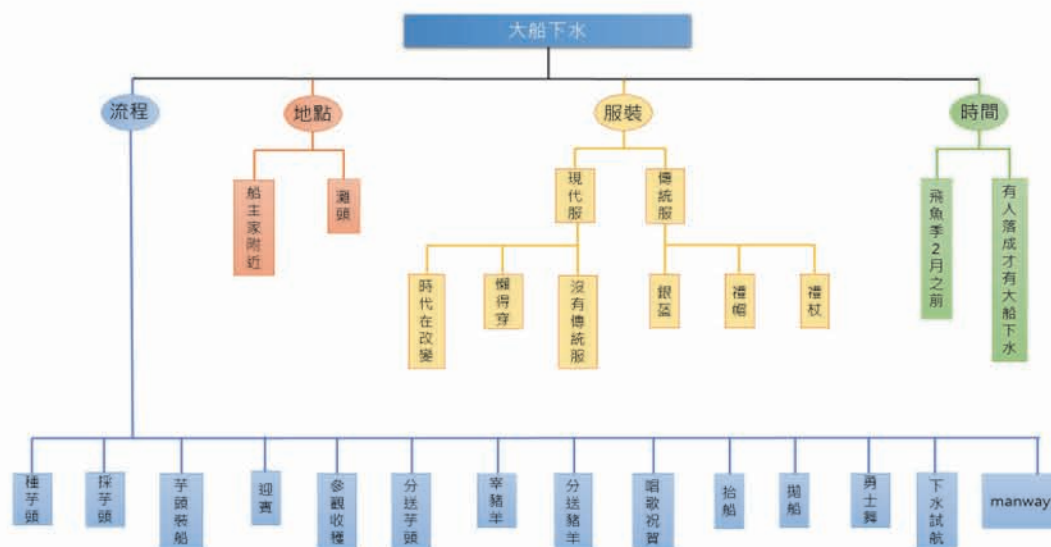 大船下水
流程
地點
服裝
時間
船主家附近
灘頭
現代服
傳統服
飛魚季2月之前
有人落成才有大船下水
時代在改變
懶得穿
沒有傳統服
銀盔
禮帽
禮杖
種芋頭
採芋頭
芋頭裝船
迎賓
參觀收穫
分送芋頭
宰豬羊
分送豬羊
唱歌祝賀
抬船
拋船
勇士舞
下水試航
manway